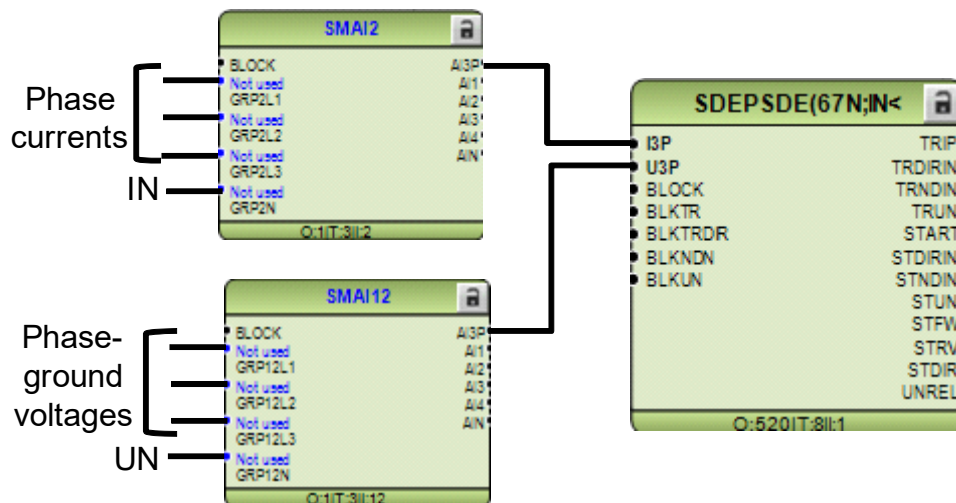 SMAI2
BLOCK
Not used
GRP2L1
Not used
GRP2L2
Not used
GRP2L3
Not used
GRP2N
AI3P
AI1
AI2
AI3
AI4
AIN
O:1|T:3|I:2
Phase
currents
IN
SMAI12
BLOCK
Not used
GRP12L1
Not used
GRP12L2
Not used
GRP12L3
Not used
GRP12N
AI3P
AI1
AI2
AI3
AI4
AIN
O:1|T:3|I:12
Phase-
ground
voltages
UN
SDEPSDE(67N;IN<
I3P
U3P
BLOCK
BLKTR
BLKTRDIR
BLKNDN
BLKUN
TRIP
TRDIRIN
TRNDIN
TRUN
START
STDIRIN
STNDIN
STUN
STFW
STRV
STDIR
UNREL
O:520|T:8|I:1